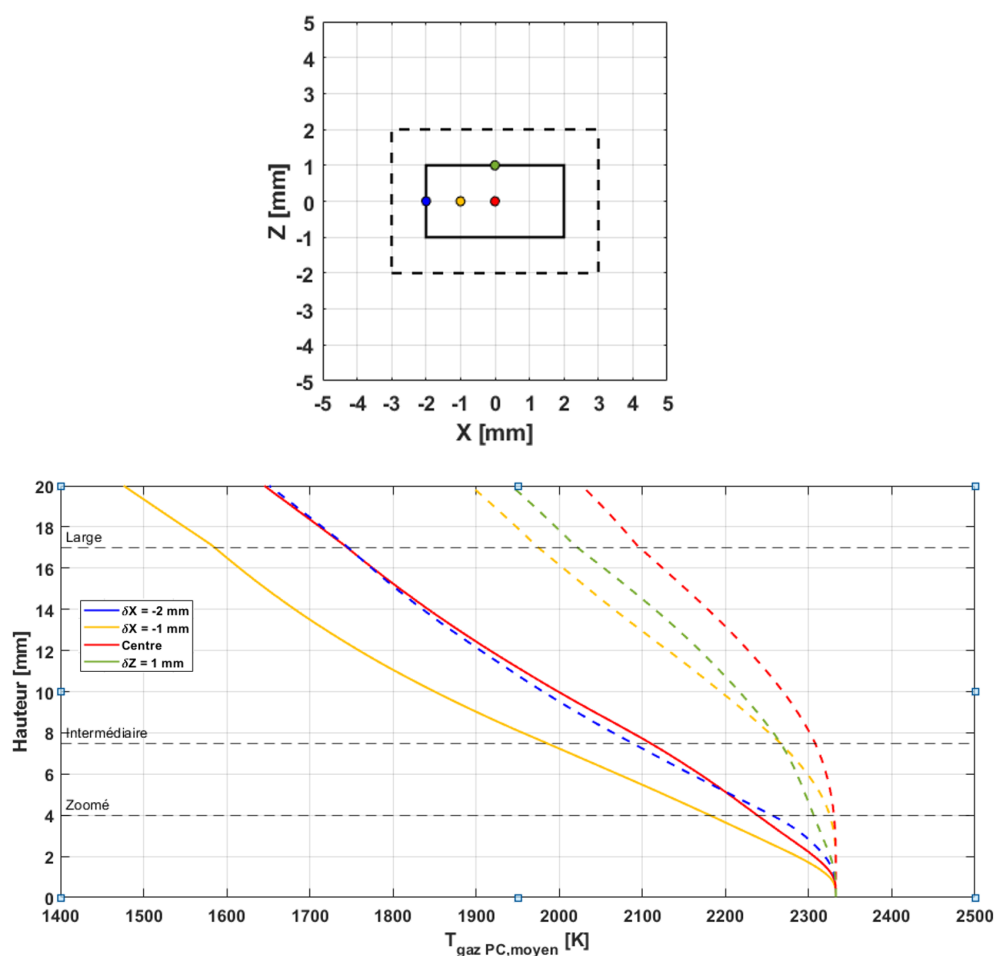 5
4
3
2
1
0
-1
-2
-3
-4
-5
Z [mm]
-5 -4 -3 -2 -1 0 1 2 3 4 5
X [mm]
20
18
16
14
12
10
8
6
4
2
0
Hauteur [mm]
Large
δX = -2 mm
δX = -1 mm
Centre
δZ = 1 mm
Intermédiaire
Zoomé
1400 1500 1600 1700 1800 1900 2000 2100 2200 2300 2400 2500
T gaz PC,moyen [K]